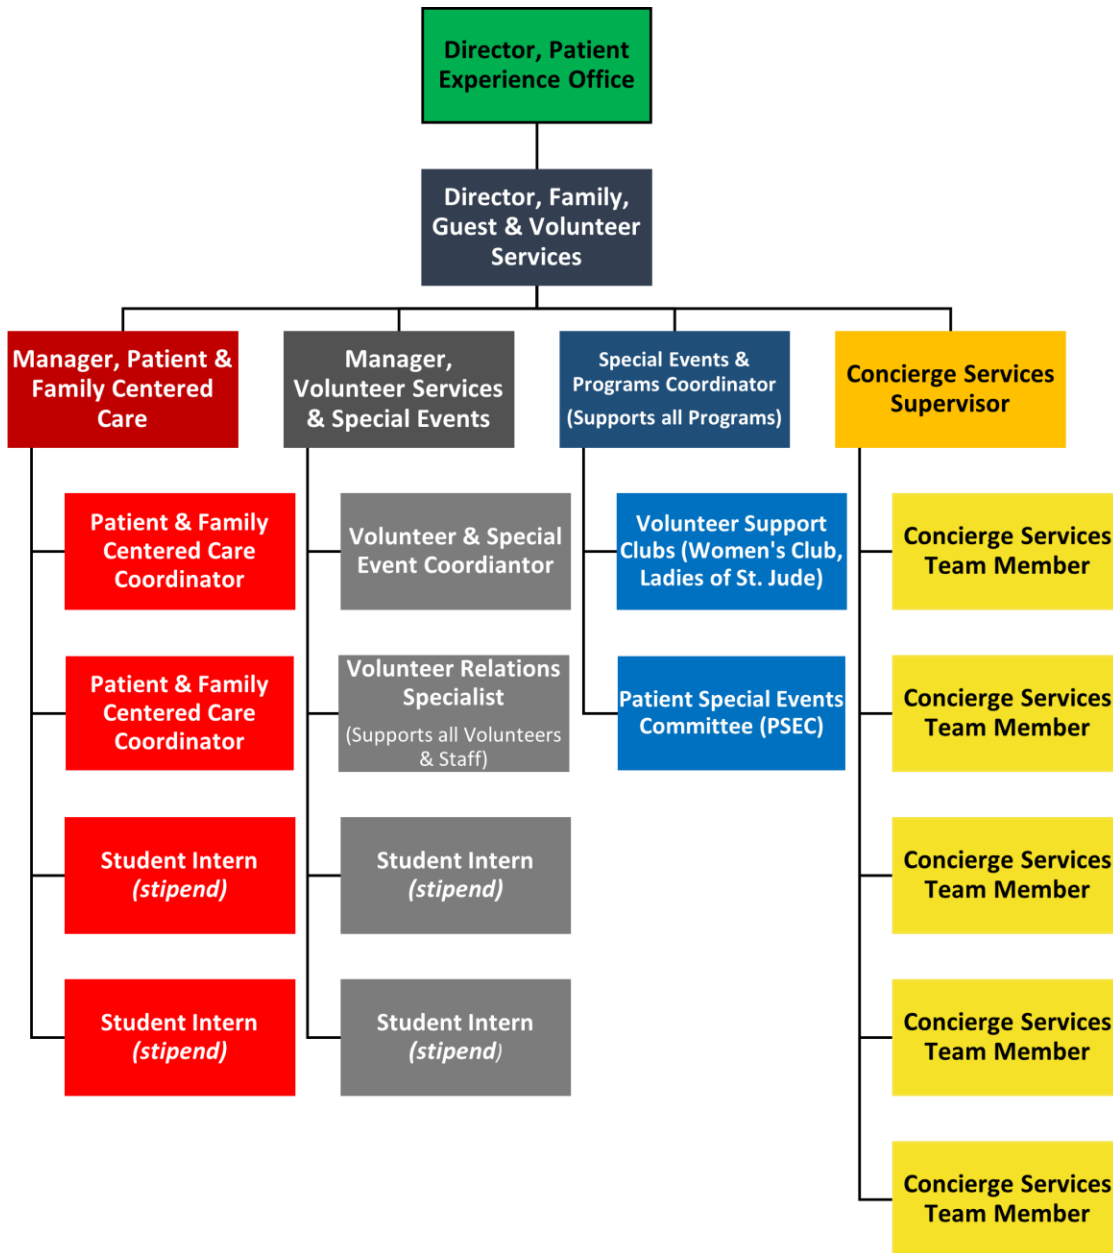 Director, Patient
Experience Office
Director, Family,
Guest & Volunteer
Services
Manager, Patient &
Family Centered
Care
Manager,
Volunteer Services
& Special Events
Special Events &
Programs Coordinator
(Supports all Programs)
Concierge Services
Supervisor
Patient & Family
Centered Care
Coordinator
Volunteer & Special
Event Coordiantor
Volunteer Support
Clubs (Women's Club,
Ladies of St. Jude)
Concierge Services
Team Member
Patient & Family
Centered Care
Coordinator
Volunteer Relations
Specialist
(Supports all Volunteers
& Staff)
Patient Special Events
Committee (PSEC)
Concierge Services
Team Member
Student Intern
(stipend)
Student Intern
(stipend)
Concierge Services
Team Member
Student Intern
(stipend)
Student Intern
(stipend)
Concierge Services
Team Member
Concierge Services
Team Member